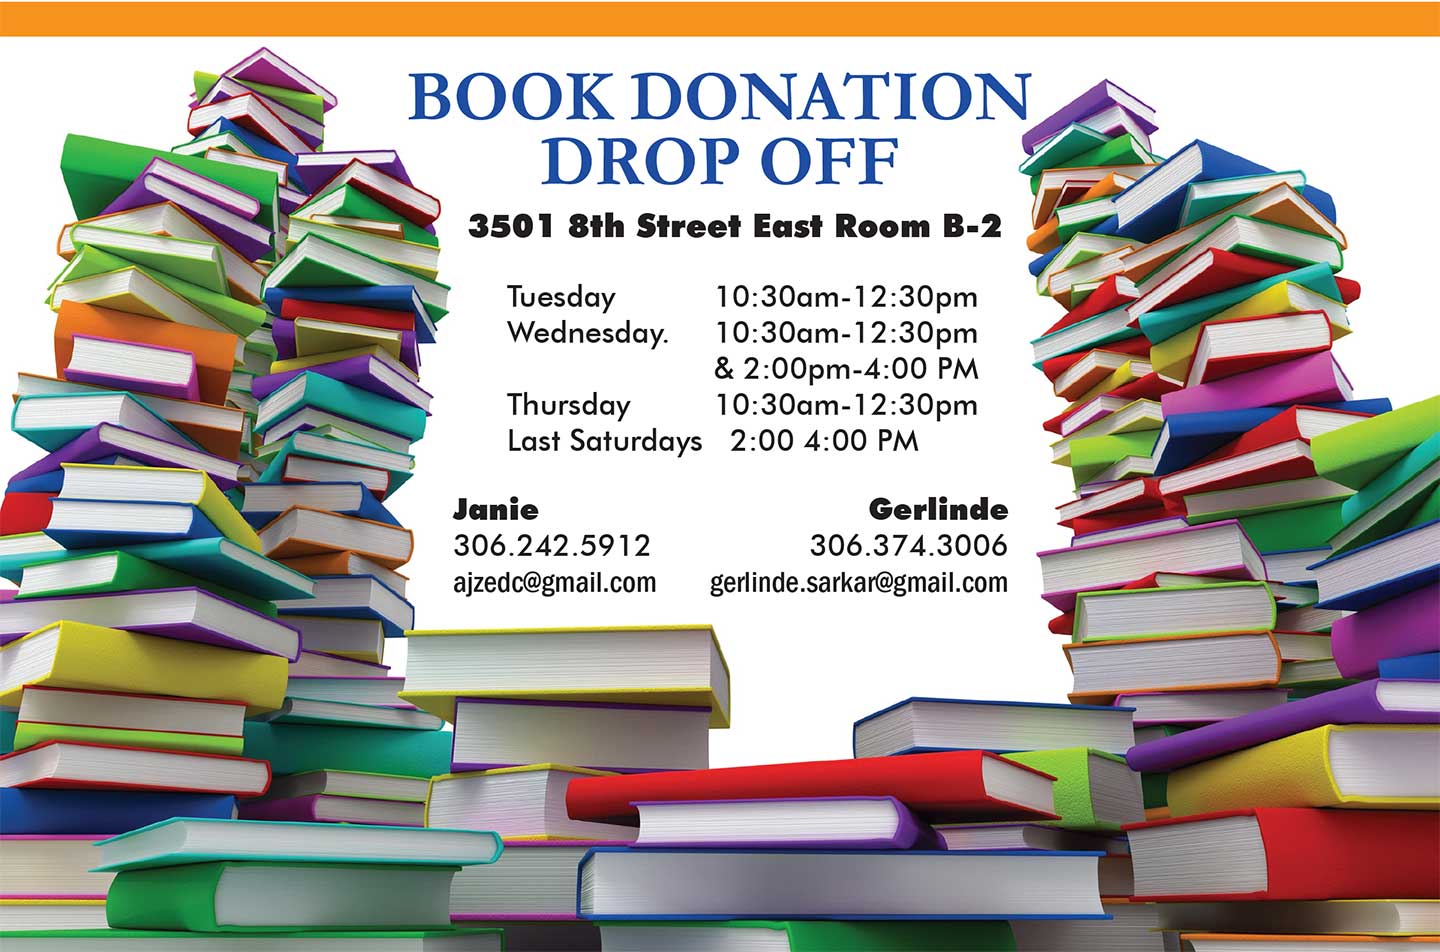 BOOK DONATION
DROP OFF
3501 8th Street East Room B-2
Tuesday 10:30am-12:30pm
Wednesday. 10:30am-12:30pm
& 2:00pm-4:00 PM
Thursday 10:30am-12:30pm
Last Saturdays 2:00 4:00 PM
Janie Gerlinde
306.242.5912 306.374.3006
ajzedc@gmail.com gerlinde.sarkar@gmail.com